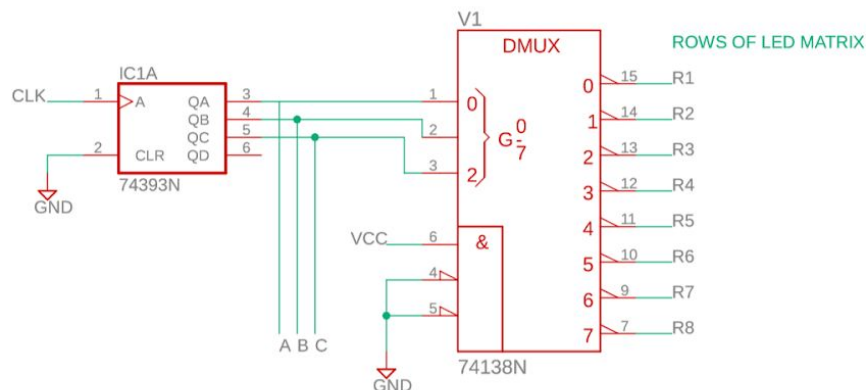 V1
DMUX
ROWS OF LED MATRIX
IC1A
CLK 1 A QA 3
QB 4
QC 5
2 CLR QD 6
74393N
GND
1 0
2
3 2
G 0 - 7
0 15 R1
1 14 R2
2 13 R3
3 12 R4
4 11 R5
5 10 R6
6 9 R7
7 7 R8
VCC 6 &
4
5
A B C
GND
74138N